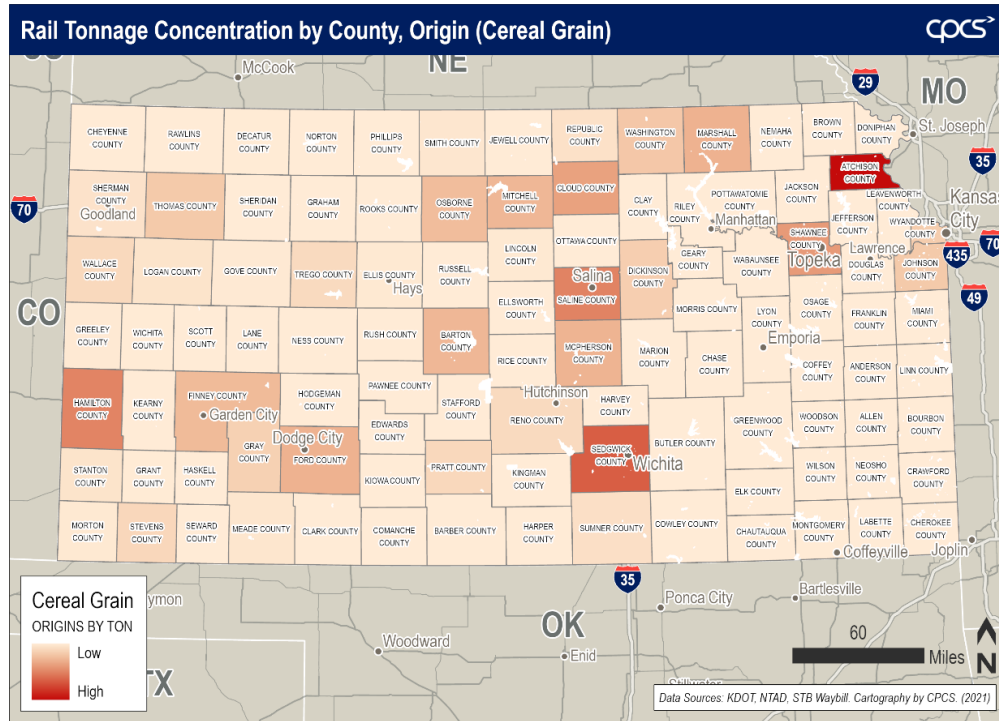 Rail Tonnage Concentration by County, Origin (Cereal Grain)
cpcs
McCook
NE
29
MO
CHEYENNE
COUNTY
RAWLINS
COUNTY
DECATUR
COUNTY
NORTON
COUNTY
PHILLIPS
COUNTY
SMITH COUNTY
JEWELL COUNTY
REPUBLIC
COUNTY
WASHINGTON
COUNTY
MARSHALL
COUNTY
NEMAHA
COUNTY
BROWN
COUNTY
DONIPHAN
COUNTY
St. Joseph
35
ATCHISON
COUNTY
70
SHERMAN
COUNTY
Goodland
THOMAS COUNTY
SHERIDAN
COUNTY
GRAHAM
COUNTY
ROOKS COUNTY
OSBORNE
COUNTY
MITCHELL
COUNTY
CLOUD COUNTY
CLAY
COUNTY
RILEY
COUNTY
POTTAWATOMIE
COUNTY
Manhattan
JACKSON
COUNTY
JEFFERSON
COUNTY
LEAVENWORTH
COUNTY
WYANDOTTE
COUNTY
Kansas
City
WALLACE
COUNTY
LOGAN COUNTY
GOVE COUNTY
TREGO COUNTY
ELLIS COUNTY
Hays
RUSSELL
COUNTY
LINCOLN
COUNTY
OTTAWA COUNTY
Salina
SALINE COUNTY
DICKINSON
COUNTY
GEARY
COUNTY
WABAUNSEE
COUNTY
SHAWNEE
COUNTY
Topeka
Lawrence
DOUGLAS
COUNTY
JOHNSON
COUNTY
435
70
49
CO
GREELEY
COUNTY
WICHITA
COUNTY
SCOTT
COUNTY
LANE
COUNTY
NESS COUNTY
RUSH COUNTY
BARTON
COUNTY
ELLSWORTH
COUNTY
RICE COUNTY
MCPHERSON
COUNTY
MARION
COUNTY
MORRIS COUNTY
CHASE
COUNTY
LYON
COUNTY
Emporia
OSAGE
COUNTY
COFFEY
COUNTY
FRANKLIN
COUNTY
ANDERSON
COUNTY
MIAMI
COUNTY
LINN COUNTY
HAMILTON
COUNTY
KEARNY
COUNTY
FINNEY COUNTY
Garden City
HODGEMAN
COUNTY
PAWNEE COUNTY
EDWARDS
COUNTY
STAFFORD
COUNTY
Hutchinson
RENO COUNTY
HARVEY
COUNTY
SEDGWICK
COUNTY
Wichita
BUTLER COUNTY
GREENWOOD
COUNTY
WOODSON
COUNTY
ALLEN
COUNTY
BOURBON
COUNTY
GRAY
COUNTY
Dodge City
FORD COUNTY
KIOWA COUNTY
PRATT COUNTY
KINGMAN
COUNTY
ELK COUNTY
WILSON
COUNTY
NEOSHO
COUNTY
CRAWFORD
COUNTY
STANTON
COUNTY
GRANT
COUNTY
HASKELL
COUNTY
MORTON
COUNTY
STEVENS
COUNTY
SEWARD
COUNTY
MEADE COUNTY
CLARK COUNTY
COMANCHE
COUNTY
BARBER COUNTY
HARPER
COUNTY
SUMNER COUNTY
COWLEY COUNTY
CHAUTAUQUA
COUNTY
MONTGOMERY
COUNTY
LABETTE
COUNTY
CHEROKEE
COUNTY
Coffeyville
Joplin
35
Ponca City
Bartlesville
OK
Woodward
Enid
Cereal Grain
ORIGINS BY TON
Low
High
ymon
TX
60
Miles
N
Data Sources: KDOT, NTAD, STB Waybill. Cartography by CPCS. (2021)